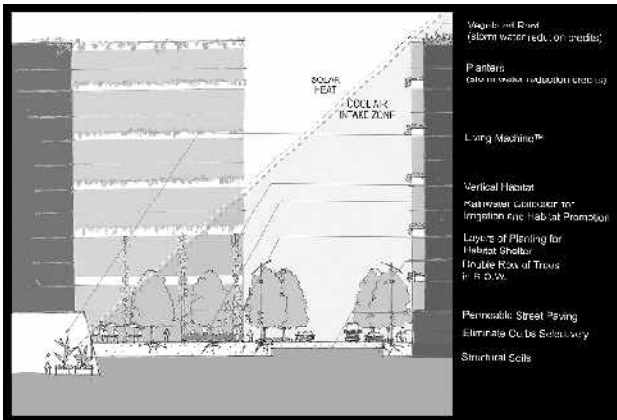 Vegetated Roof
(storm water reduction credits)
Planters
(storm water reduction credits)
SOLAR
HEAT
COOL AIR
INTAKE ZONE
Living Machine™
Vertical Habitat
Rainwater Collection for
Irrigation and Habitat Promotion
Layers of Planting for
Habitat Shelter
Double Row of Trees
in R.O.W.
Permeable Street Paving
Eliminate Curbs Selectively
Structural Soils